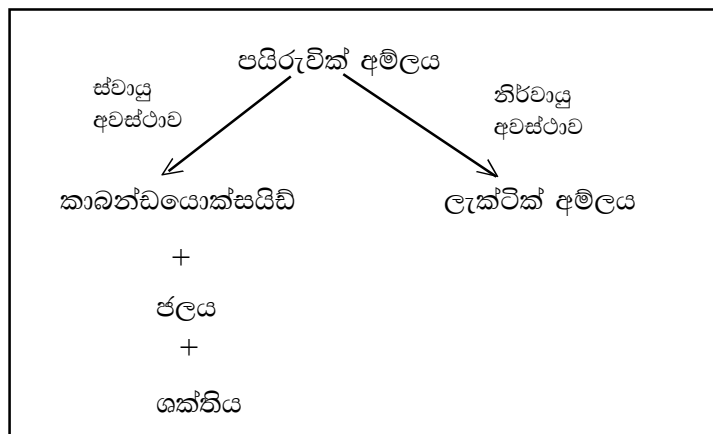 පයිරුවික් අම්ලය
ස්වායු
අවස්ථාව
නිර්වායු
අවස්ථාව
කාබන්ඩයොක්සයිඩ්
ලැක්ටික් අම්ලය
+
ජලය
+
ශක්තිය